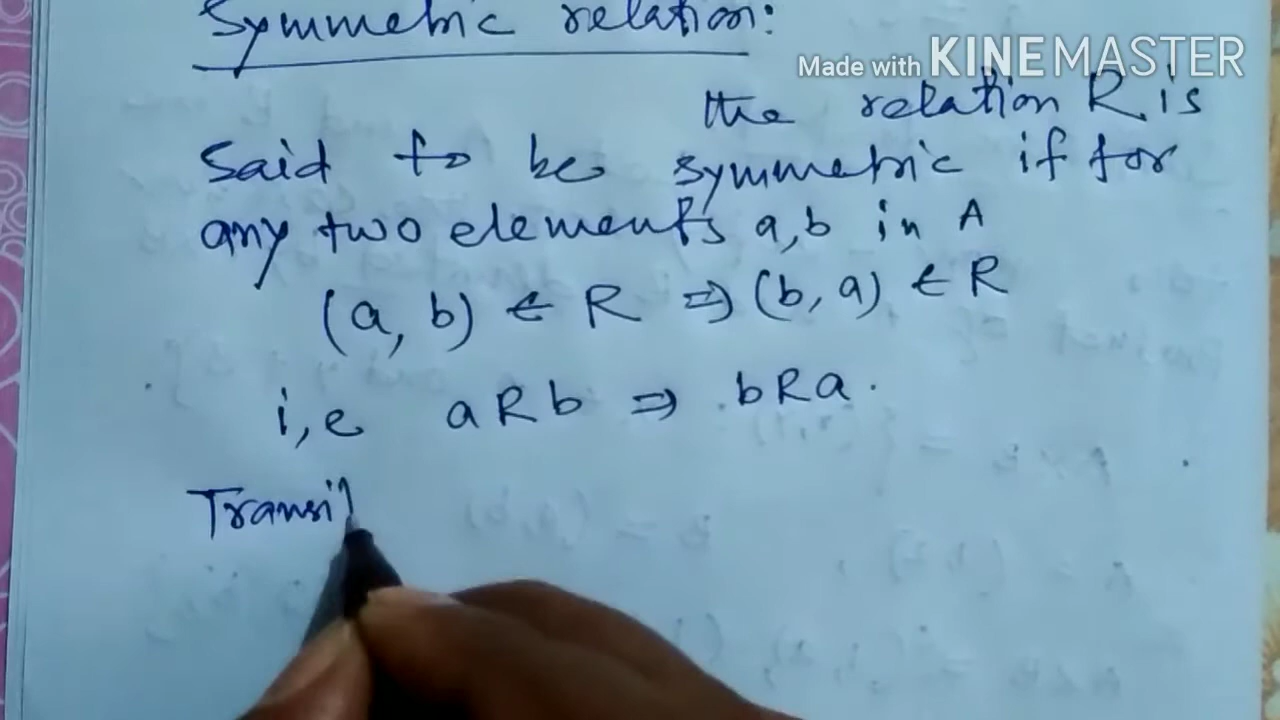 Symmetric relation:
Made with KINEMASTER
the relation R is
Said to be symmetric if for
any two elements a,b in A
(a, b) ∈ R ⇒ (b, a) ∈ R
i,e aRb ⇒ bRa.
Transit